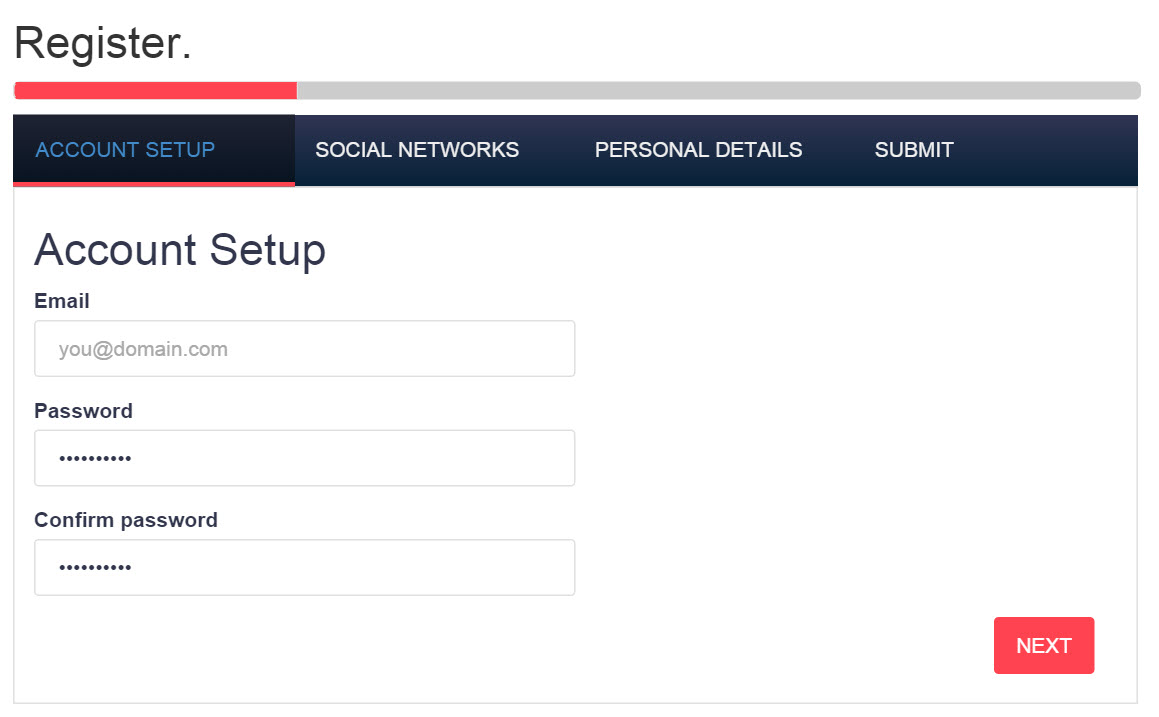 Register.
ACCOUNT SETUP SOCIAL NETWORKS PERSONAL DETAILS SUBMIT
Account Setup
Email
you@domain.com
Password
••••••••••
Confirm password
••••••••••
NEXT